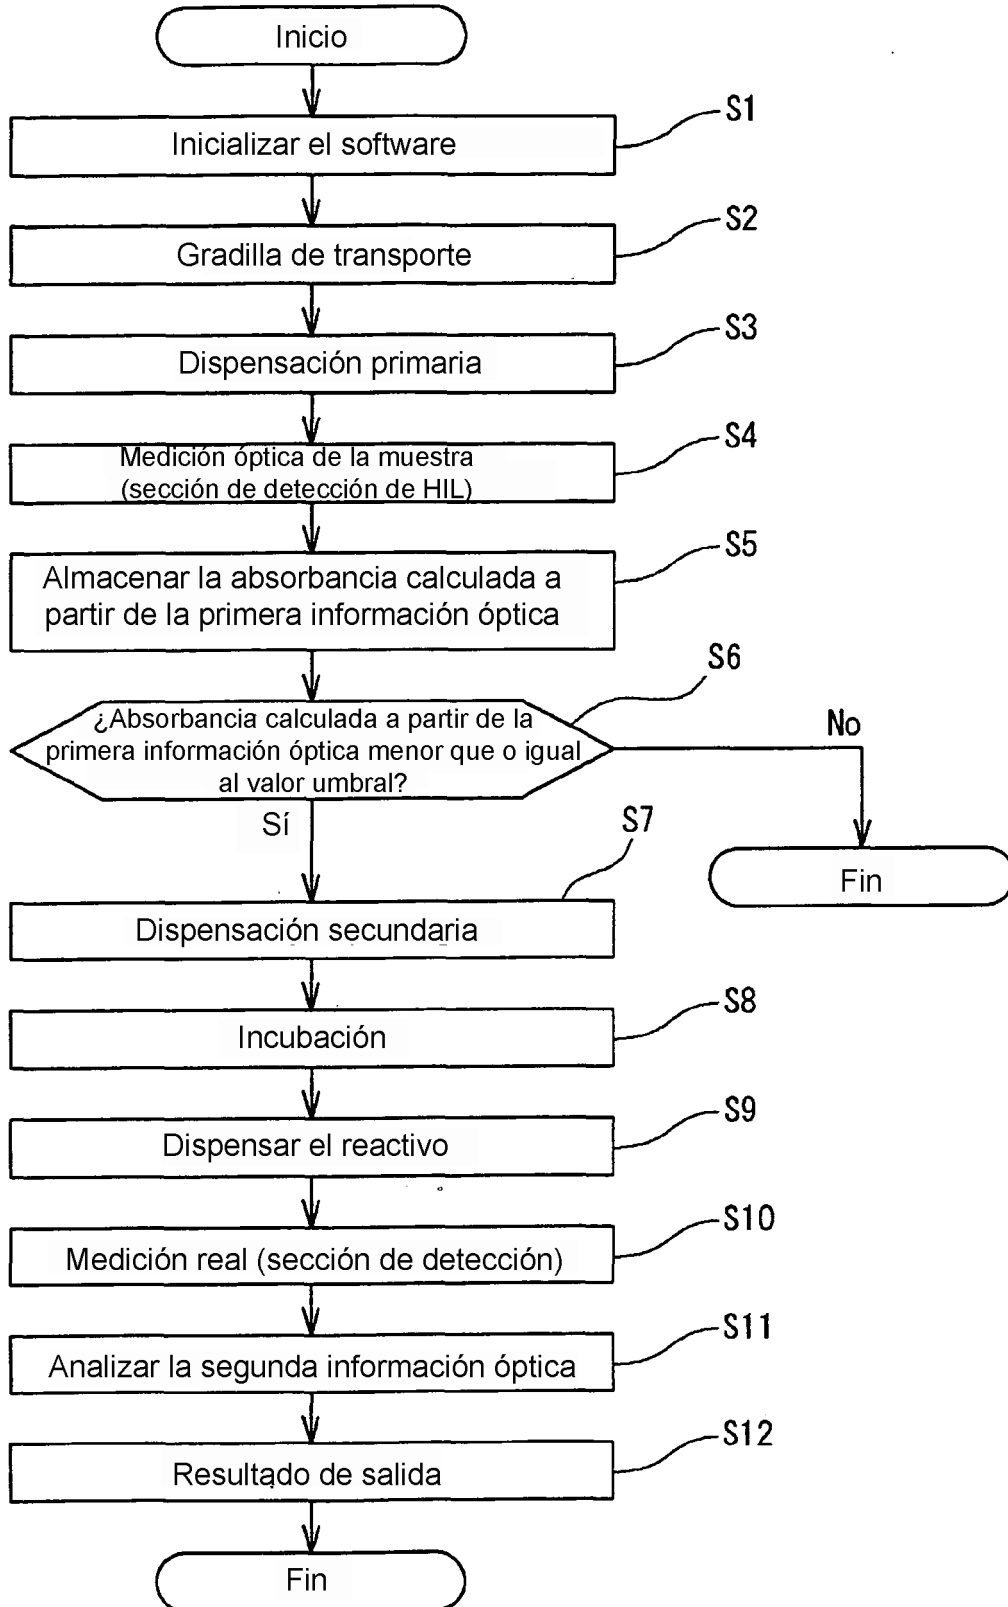 Inicio
S1
Inicializar el software
S2
Gradilla de transporte
S3
Dispensación primaria
S4
Medición óptica de la muestra
(sección de detección de HIL)
S5
Almacenar la absorbancia calculada a
partir de la primera información óptica
S6
¿Absorbancia calculada a partir de la
primera información óptica menor que o igual
al valor umbral?
No
Sí
Fin
S7
Dispensación secundaria
S8
Incubación
S9
Dispensar el reactivo
S10
Medición real (sección de detección)
S11
Analizar la segunda información óptica
S12
Resultado de salida
Fin